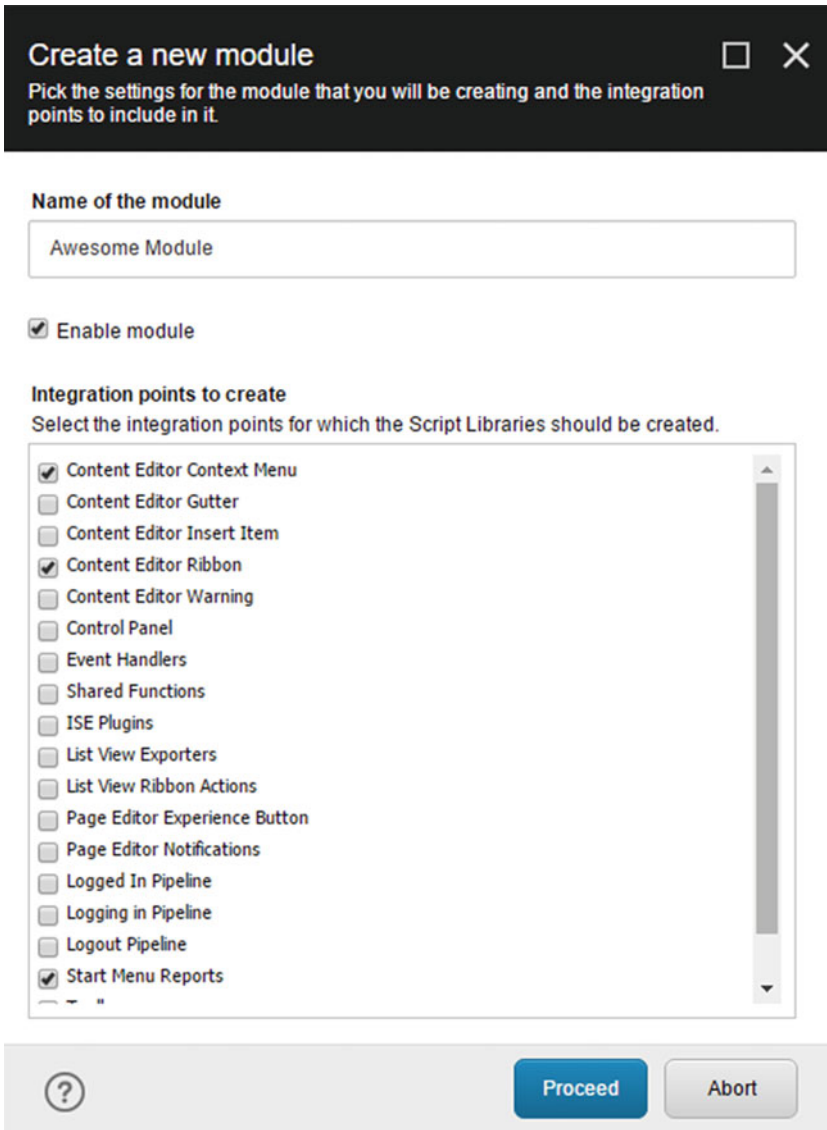 Create a new module
Pick the settings for the module that you will be creating and the integration
points to include in it.
Name of the module
Awesome Module
Enable module
Integration points to create
Select the integration points for which the Script Libraries should be created.
Content Editor Context Menu
Content Editor Gutter
Content Editor Insert Item
Content Editor Ribbon
Content Editor Warning
Control Panel
Event Handlers
Shared Functions
ISE Plugins
List View Exporters
List View Ribbon Actions
Page Editor Experience Button
Page Editor Notifications
Logged In Pipeline
Logging in Pipeline
Logout Pipeline
Start Menu Reports
?
Proceed
Abort